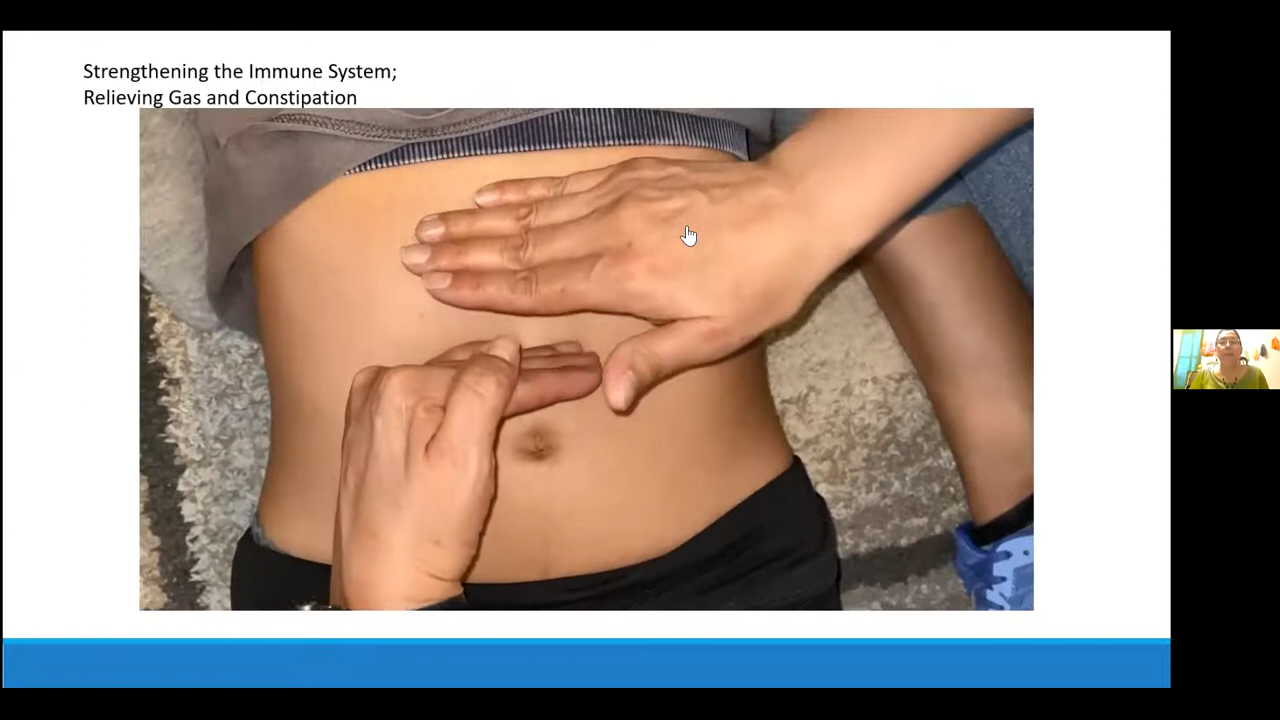 Strengthening the Immune System;
Relieving Gas and Constipation